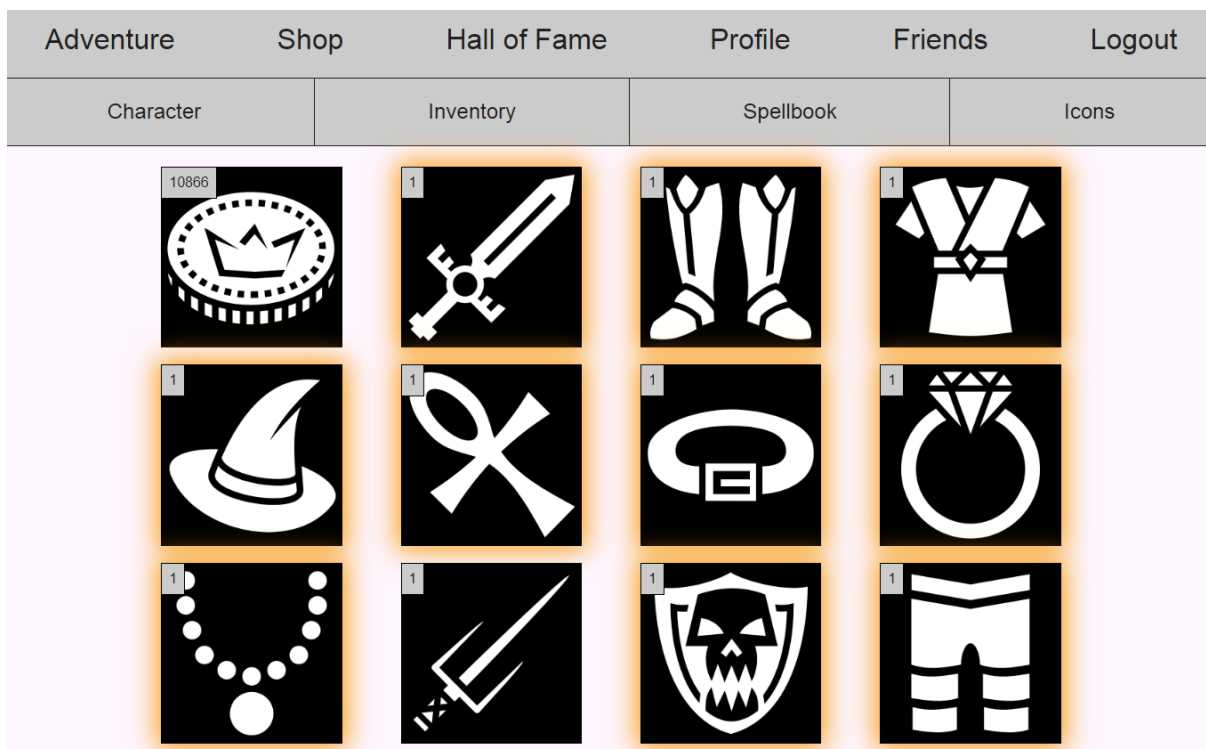 Adventure Shop Hall of Fame Profile Friends Logout
Character Inventory Spellbook Icons
10866 1 1 1
1 1 1 1
1 1 1 1